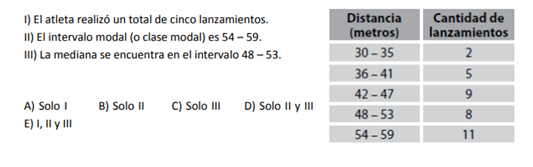 I) El atleta realizó un total de cinco lanzamientos.
II) El intervalo modal (o clase modal) es 54 – 59.
III) La mediana se encuentra en el intervalo 48 – 53.
A) Solo I B) Solo II C) Solo III D) Solo II y III
E) I, II y III
Distancia (metros) Cantidad de lanzamientos
30 – 35 2
36 – 41 5
42 – 47 9
48 – 53 8
54 – 59 11